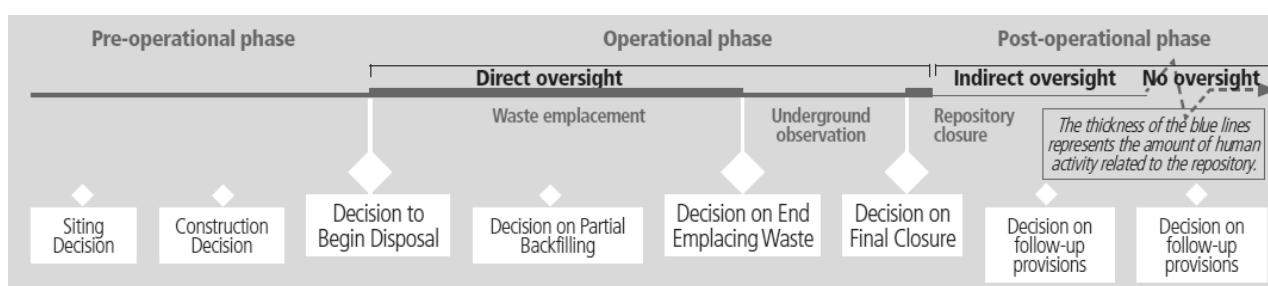 Pre-operational phase
Operational phase
Post-operational phase
Direct oversight
Indirect oversight
No oversight
Waste emplacement
Underground
observation
Repository
closure
The thickness of the blue lines
represents the amount of human
activity related to the repository.
Siting
Decision
Construction
Decision
Decision to
Begin Disposal
Decision on Partial
Backfilling
Decision on End
Emplacing Waste
Decision on
Final Closure
Decision on
follow-up
provisions
Decision on
follow-up
provisions